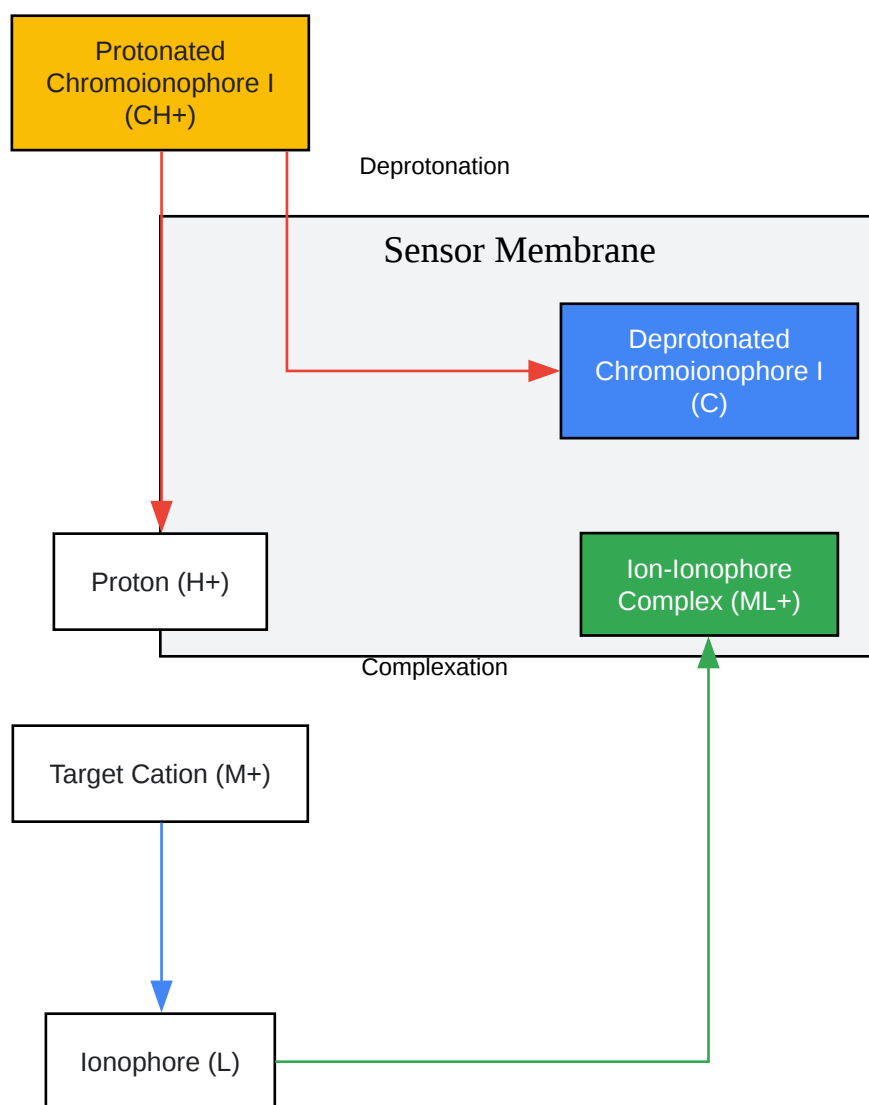 Protonated
Chromoionophore I
(CH+)
Deprotonation
Sensor Membrane
Deprotonated
Chromoionophore I
(C)
Proton (H+)
Ion-Ionophore
Complex (ML+)
Complexation
Target Cation (M+)
Ionophore (L)